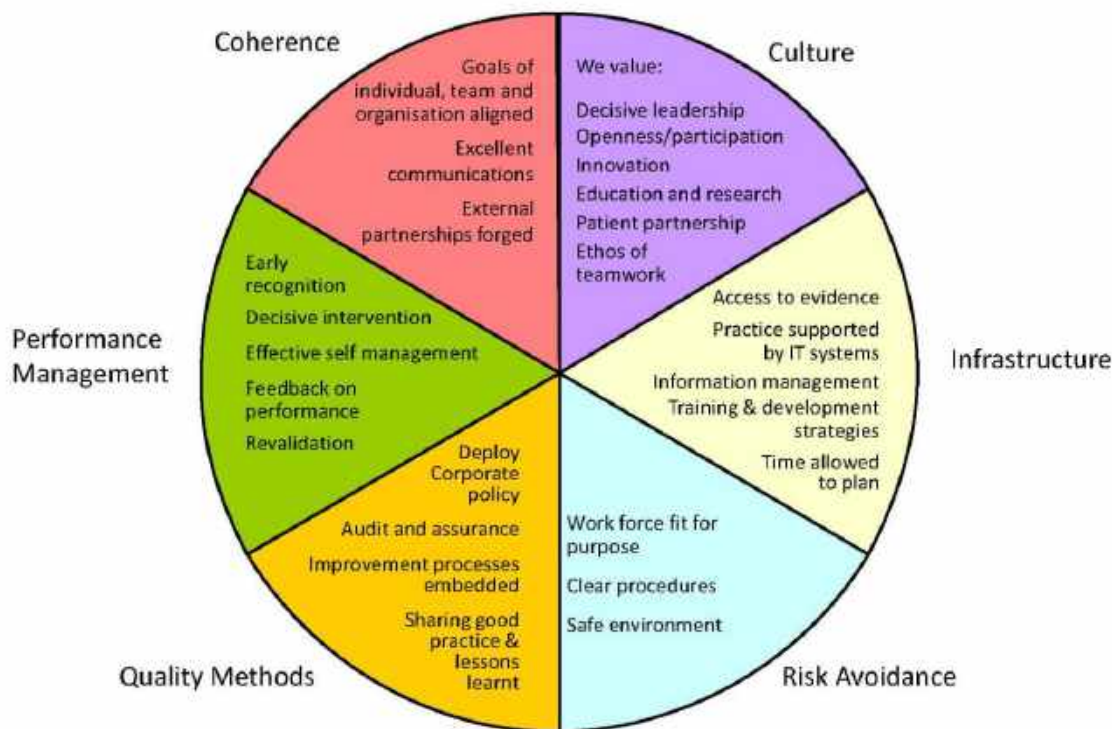 Coherence
Goals of
individual, team and
organisation aligned
Excellent
communications
External
partnerships forged
Culture
We value:
Decisive leadership
Openness/participation
Innovation
Education and research
Patient partnership
Ethos of
teamwork
Infrastructure
Access to evidence
Practice supported
by IT systems
Information management
Training & development
strategies
Time allowed
to plan
Risk Avoidance
Work force fit for
purpose
Clear procedures
Safe environment
Quality Methods
Deploy
Corporate
policy
Audit and assurance
Improvement processes
embedded
Sharing good
practice &
lessons
learnt
Performance
Management
Early
recognition
Decisive intervention
Effective self management
Feedback on
performance
Revalidation